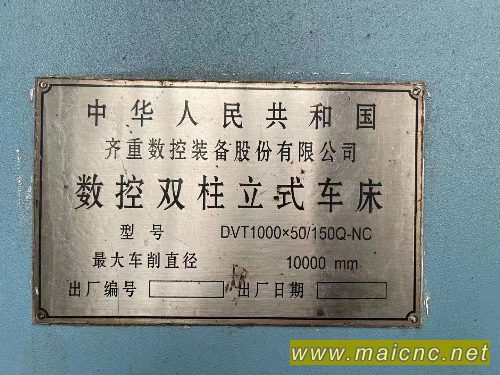 中华人民共和国
齐重数控装备股份有限公司
数控双柱立式车床
型号 DVT1000×50/150Q-NC
最大车削直径 10000 mm
出厂编号 出厂日期
www.maicnc.net